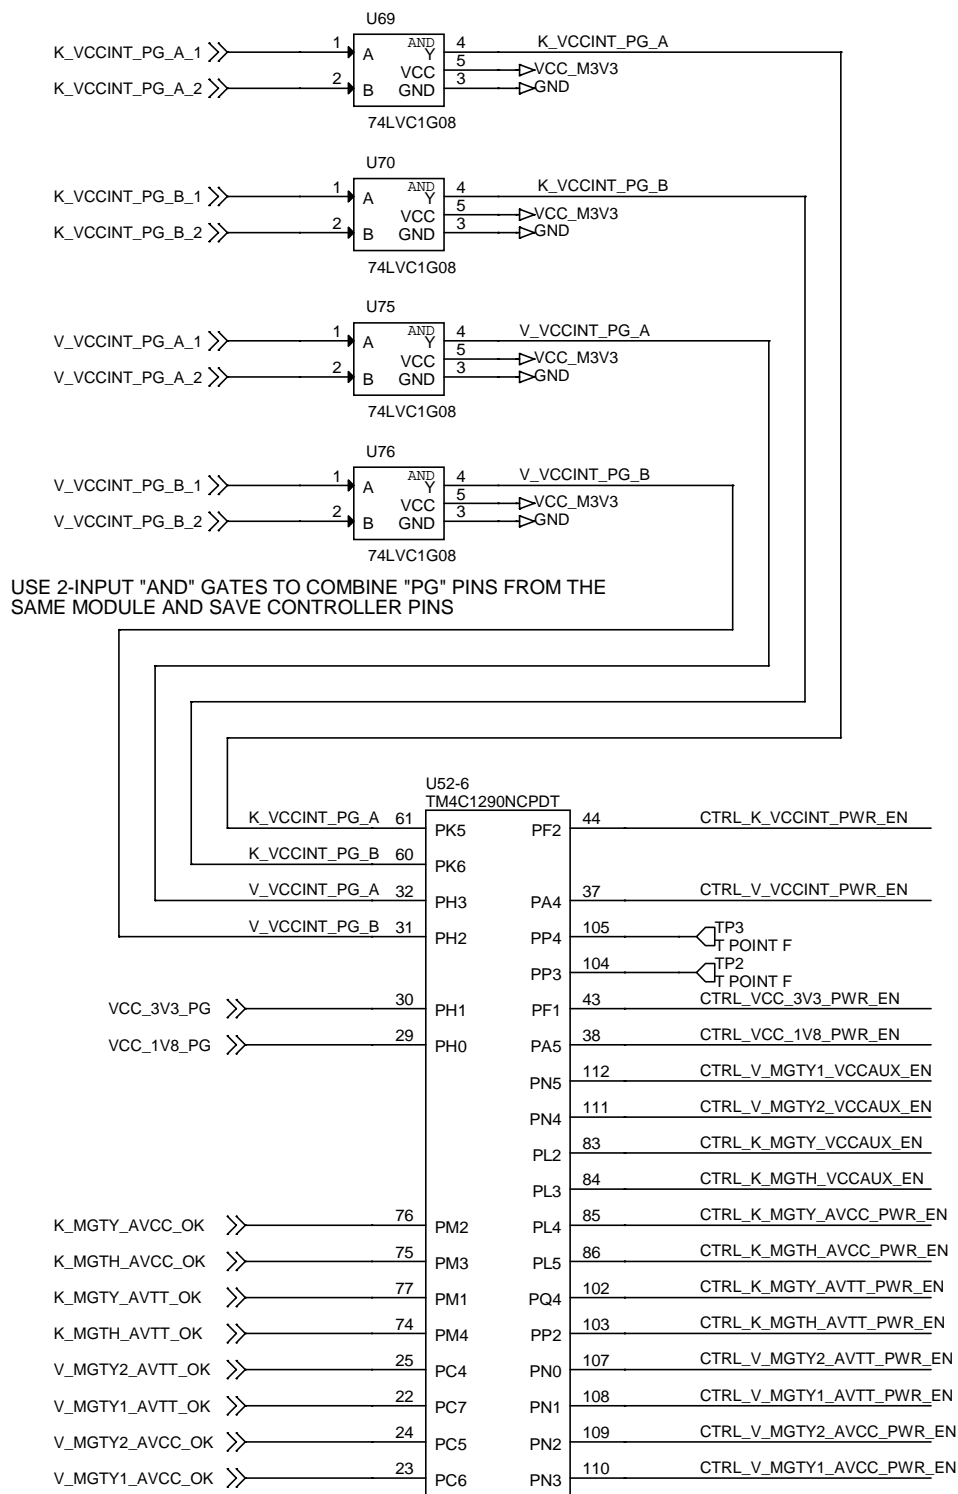 U69
K_VCCINT_PG_A_1 1 A AND Y 4 K_VCCINT_PG_A
VCC 5 VCC_M3V3
K_VCCINT_PG_A_2 2 B GND 3 GND
74LVC1G08
U70
K_VCCINT_PG_B_1 1 A AND Y 4 K_VCCINT_PG_B
VCC 5 VCC_M3V3
K_VCCINT_PG_B_2 2 B GND 3 GND
74LVC1G08
U75
V_VCCINT_PG_A_1 1 A AND Y 4 V_VCCINT_PG_A
VCC 5 VCC_M3V3
V_VCCINT_PG_A_2 2 B GND 3 GND
74LVC1G08
U76
V_VCCINT_PG_B_1 1 A AND Y 4 V_VCCINT_PG_B
VCC 5 VCC_M3V3
V_VCCINT_PG_B_2 2 B GND 3 GND
74LVC1G08
USE 2-INPUT "AND" GATES TO COMBINE "PG" PINS FROM THE
SAME MODULE AND SAVE CONTROLLER PINS
U52-6
TM4C1290NCPDT
K_VCCINT_PG_A 61 PK5 PF2 44 CTRL_K_VCCINT_PWR_EN
K_VCCINT_PG_B 60 PK6
V_VCCINT_PG_A 32 PH3 PA4 37 CTRL_V_VCCINT_PWR_EN
V_VCCINT_PG_B 31 PH2 PP4 105 TP3
T POINT F
PP3 104 TP2
T POINT F
VCC_3V3_PG 30 PH1 PF1 43 CTRL_VCC_3V3_PWR_EN
VCC_1V8_PG 29 PH0 PA5 38 CTRL_VCC_1V8_PWR_EN
PN5 112 CTRL_V_MGTY1_VCCAUX_EN
PN4 111 CTRL_V_MGTY2_VCCAUX_EN
PL2 83 CTRL_K_MGTY_VCCAUX_EN
PL3 84 CTRL_K_MGTH_VCCAUX_EN
K_MGTY_AVCC_OK 76 PM2 PL4 85 CTRL_K_MGTY_AVCC_PWR_EN
K_MGTH_AVCC_OK 75 PM3 PL5 86 CTRL_K_MGTH_AVCC_PWR_EN
K_MGTY_AVTT_OK 77 PM1 PQ4 102 CTRL_K_MGTY_AVTT_PWR_EN
K_MGTH_AVTT_OK 74 PM4 PP2 103 CTRL_K_MGTH_AVTT_PWR_EN
V_MGTY2_AVTT_OK 25 PC4 PN0 107 CTRL_V_MGTY2_AVTT_PWR_EN
V_MGTY1_AVTT_OK 22 PC7 PN1 108 CTRL_V_MGTY1_AVTT_PWR_EN
V_MGTY2_AVCC_OK 24 PC5 PN2 109 CTRL_V_MGTY2_AVCC_PWR_EN
V_MGTY1_AVCC_OK 23 PC6 PN3 110 CTRL_V_MGTY1_AVCC_PWR_EN